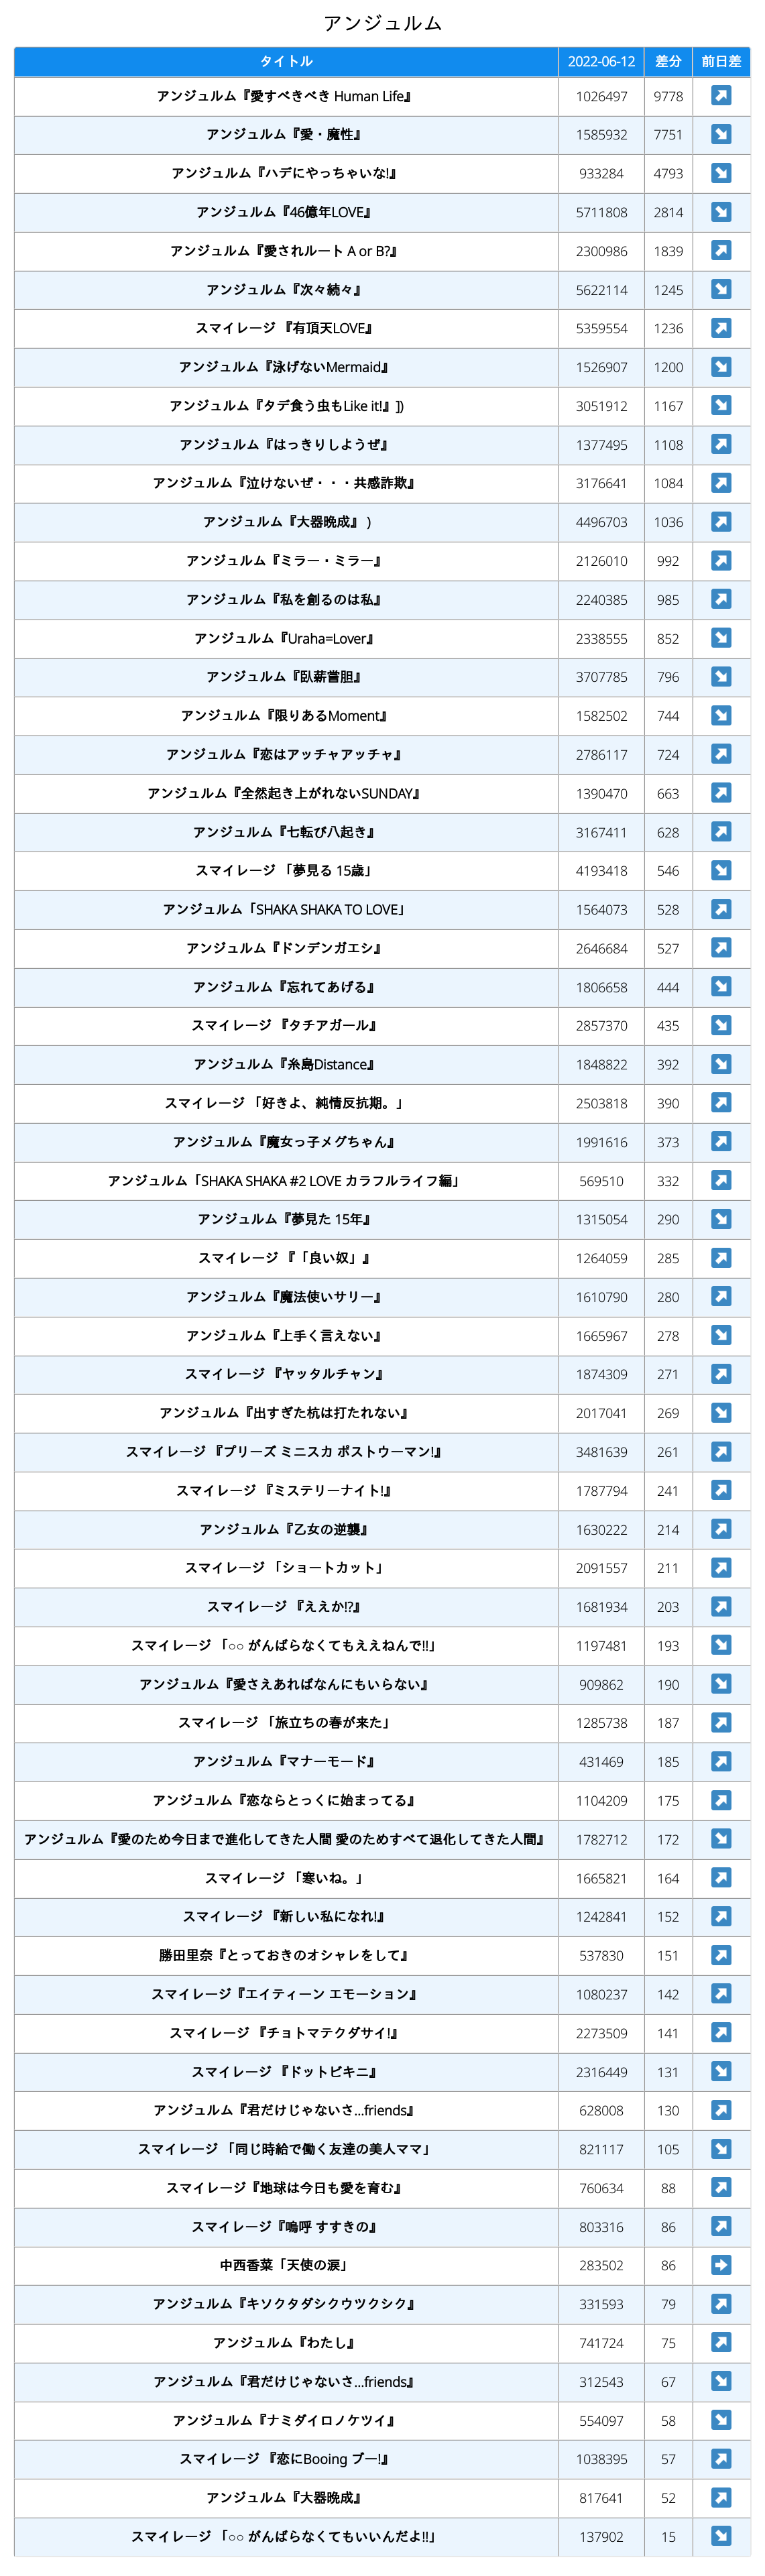 アンジュルム
タイトル 2022-06-12 差分 前日差
アンジュルム『愛すべきべき Human Life』 1026497 9778 ↗
アンジュルム『愛・魔性』 1585932 7751 ↘
アンジュルム『ハデにやっちゃいな!』 933284 4793 ↘
アンジュルム『46億年LOVE』 5711808 2814 ↘
アンジュルム『愛されルート A or B?』 2300986 1839 ↗
アンジュルム『次々続々』 5622114 1245 ↘
スマイレージ 『有頂天LOVE』 5359554 1236 ↗
アンジュルム『泳げないMermaid』 1526907 1200 ↘
アンジュルム『タデ食う虫もLike it!』]) 3051912 1167 ↘
アンジュルム『はっきりしようぜ』 1377495 1108 ↗
アンジュルム『泣けないぜ・・・共感詐欺』 3176641 1084 ↗
アンジュルム『大器晩成』 ) 4496703 1036 ↗
アンジュルム『ミラー・ミラー』 2126010 992 ↗
アンジュルム『私を創るのは私』 2240385 985 ↗
アンジュルム『Uraha=Lover』 2338555 852 ↘
アンジュルム『臥薪嘗胆』 3707785 796 ↘
アンジュルム『限りあるMoment』 1582502 744 ↘
アンジュルム『恋はアッチャアッチャ』 2786117 724 ↗
アンジュルム『全然起き上がれないSUNDAY』 1390470 663 ↗
アンジュルム『七転び八起き』 3167411 628 ↗
スマイレージ 「夢見る 15歳」 4193418 546 ↘
アンジュルム「SHAKA SHAKA TO LOVE」 1564073 528 ↗
アンジュルム『ドンデンガエシ』 2646684 527 ↗
アンジュルム『忘れてあげる』 1806658 444 ↘
スマイレージ 『タチアガール』 2857370 435 ↘
アンジュルム『糸島Distance』 1848822 392 ↘
スマイレージ 「好きよ、純情反抗期。」 2503818 390 ↗
アンジュルム『魔女っ子メグちゃん』 1991616 373 ↗
アンジュルム「SHAKA SHAKA #2 LOVE カラフルライフ編」 569510 332 ↗
アンジュルム『夢見た 15年』 1315054 290 ↘
スマイレージ 『「良い奴」』 1264059 285 ↗
アンジュルム『魔法使いサリー』 1610790 280 ↗
アンジュルム『上手く言えない』 1665967 278 ↘
スマイレージ 『ヤッタルチャン』 1874309 271 ↗
アンジュルム『出すぎた杭は打たれない』 2017041 269 ↘
スマイレージ 『プリーズ ミニスカ ポストウーマン!』 3481639 261 ↗
スマイレージ 『ミステリーナイト!』 1787794 241 ↗
アンジュルム『乙女の逆襲』 1630222 214 ↗
スマイレージ 「ショートカット」 2091557 211 ↗
スマイレージ 『ええか!?』 1681934 203 ↗
スマイレージ 「○○ がんばらなくてもええねんで!!」 1197481 193 ↘
アンジュルム『愛さえあればなんにもいらない』 909862 190 ↘
スマイレージ 「旅立ちの春が来た」 1285738 187 ↗
アンジュルム『マナーモード』 431469 185 ↗
アンジュルム『恋ならとっくに始まってる』 1104209 175 ↗
アンジュルム『愛のため今日まで進化してきた人間 愛のためすべて退化してきた人間』 1782712 172 ↘
スマイレージ 「寒いね。」 1665821 164 ↗
スマイレージ 『新しい私になれ!』 1242841 152 ↗
勝田里奈『とっておきのオシャレをして』 537830 151 ↗
スマイレージ『エイティーン エモーション』 1080237 142 ↗
スマイレージ 『チョトマテクダサイ!』 2273509 141 ↗
スマイレージ 『ドットビキニ』 2316449 131 ↘
アンジュルム『君だけじゃないさ...friends』 628008 130 ↗
スマイレージ 「同じ時給で働く友達の美人ママ」 821117 105 ↘
スマイレージ『地球は今日も愛を育む』 760634 88 ↗
スマイレージ『嗚呼 すすきの』 803316 86 ↗
中西香菜「天使の涙」 283502 86 ➡
アンジュルム『キソクタダシクウツクシク』 331593 79 ↗
アンジュルム『わたし』 741724 75 ↗
アンジュルム『君だけじゃないさ...friends』 312543 67 ↘
アンジュルム『ナミダイロノケツイ』 554097 58 ↘
スマイレージ 『恋にBooing ブー!』 1038395 57 ↗
アンジュルム『大器晩成』 817641 52 ↗
スマイレージ 「○○ がんばらなくてもいいんだよ!!」 137902 15 ↘